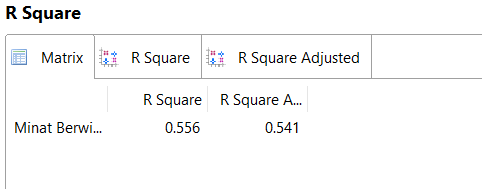 R Square
Matrix R Square R Square Adjusted
R Square R Square A...
Minat Berwi... 0.556 0.541